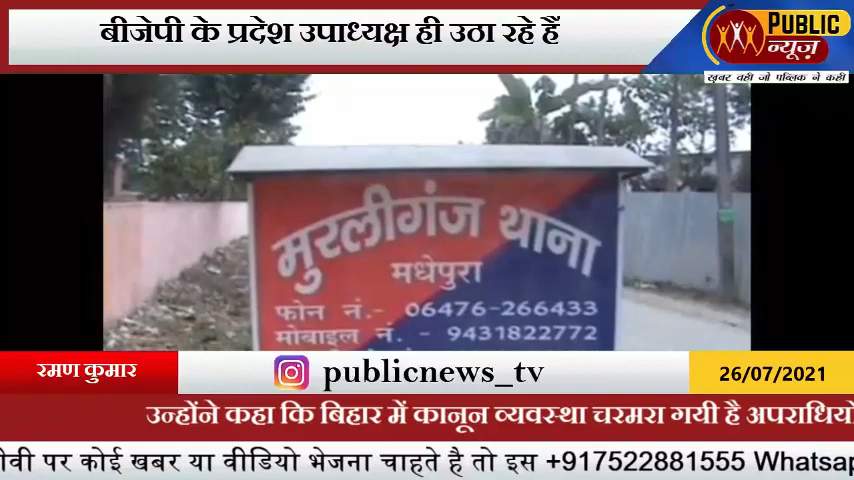 बीजेपी के प्रदेश उपाध्यक्ष ही उठा रहे हैं
PUBLIC
न्यूज़
ख़बर वही जो पब्लिक ने कही
मुरलीगंज थाना
मधेपुरा
फोन नं.- 06476-266433
मोबाइल नं. - 9431822772
रमण कुमार
publicnews_tv
26/07/2021
उन्होंने कहा कि बिहार में कानून व्यवस्था चरमरा गयी है अपराधियो
पर कोई खबर या वीडियो भेजना चाहते है तो इस +917522881555 Whatsap